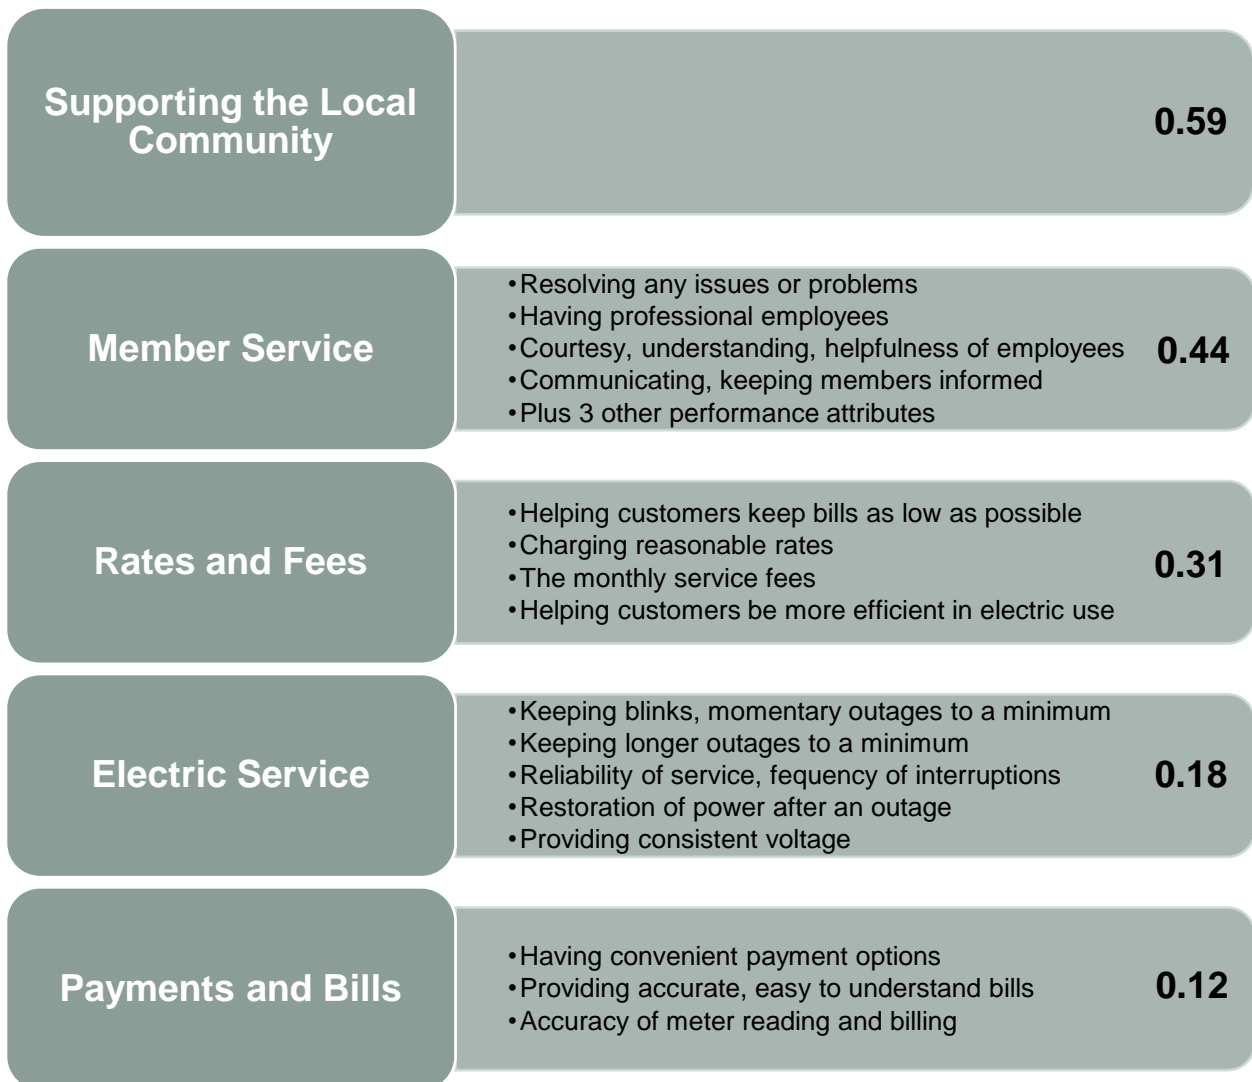 Supporting the Local
Community
0.59
Member Service
•Resolving any issues or problems
•Having professional employees
•Courtesy, understanding, helpfulness of employees
•Communicating, keeping members informed
•Plus 3 other performance attributes
0.44
Rates and Fees
•Helping customers keep bills as low as possible
•Charging reasonable rates
•The monthly service fees
•Helping customers be more efficient in electric use
0.31
Electric Service
•Keeping blinks, momentary outages to a minimum
•Keeping longer outages to a minimum
•Reliability of service, fequency of interruptions
•Restoration of power after an outage
•Providing consistent voltage
0.18
Payments and Bills
•Having convenient payment options
•Providing accurate, easy to understand bills
•Accuracy of meter reading and billing
0.12